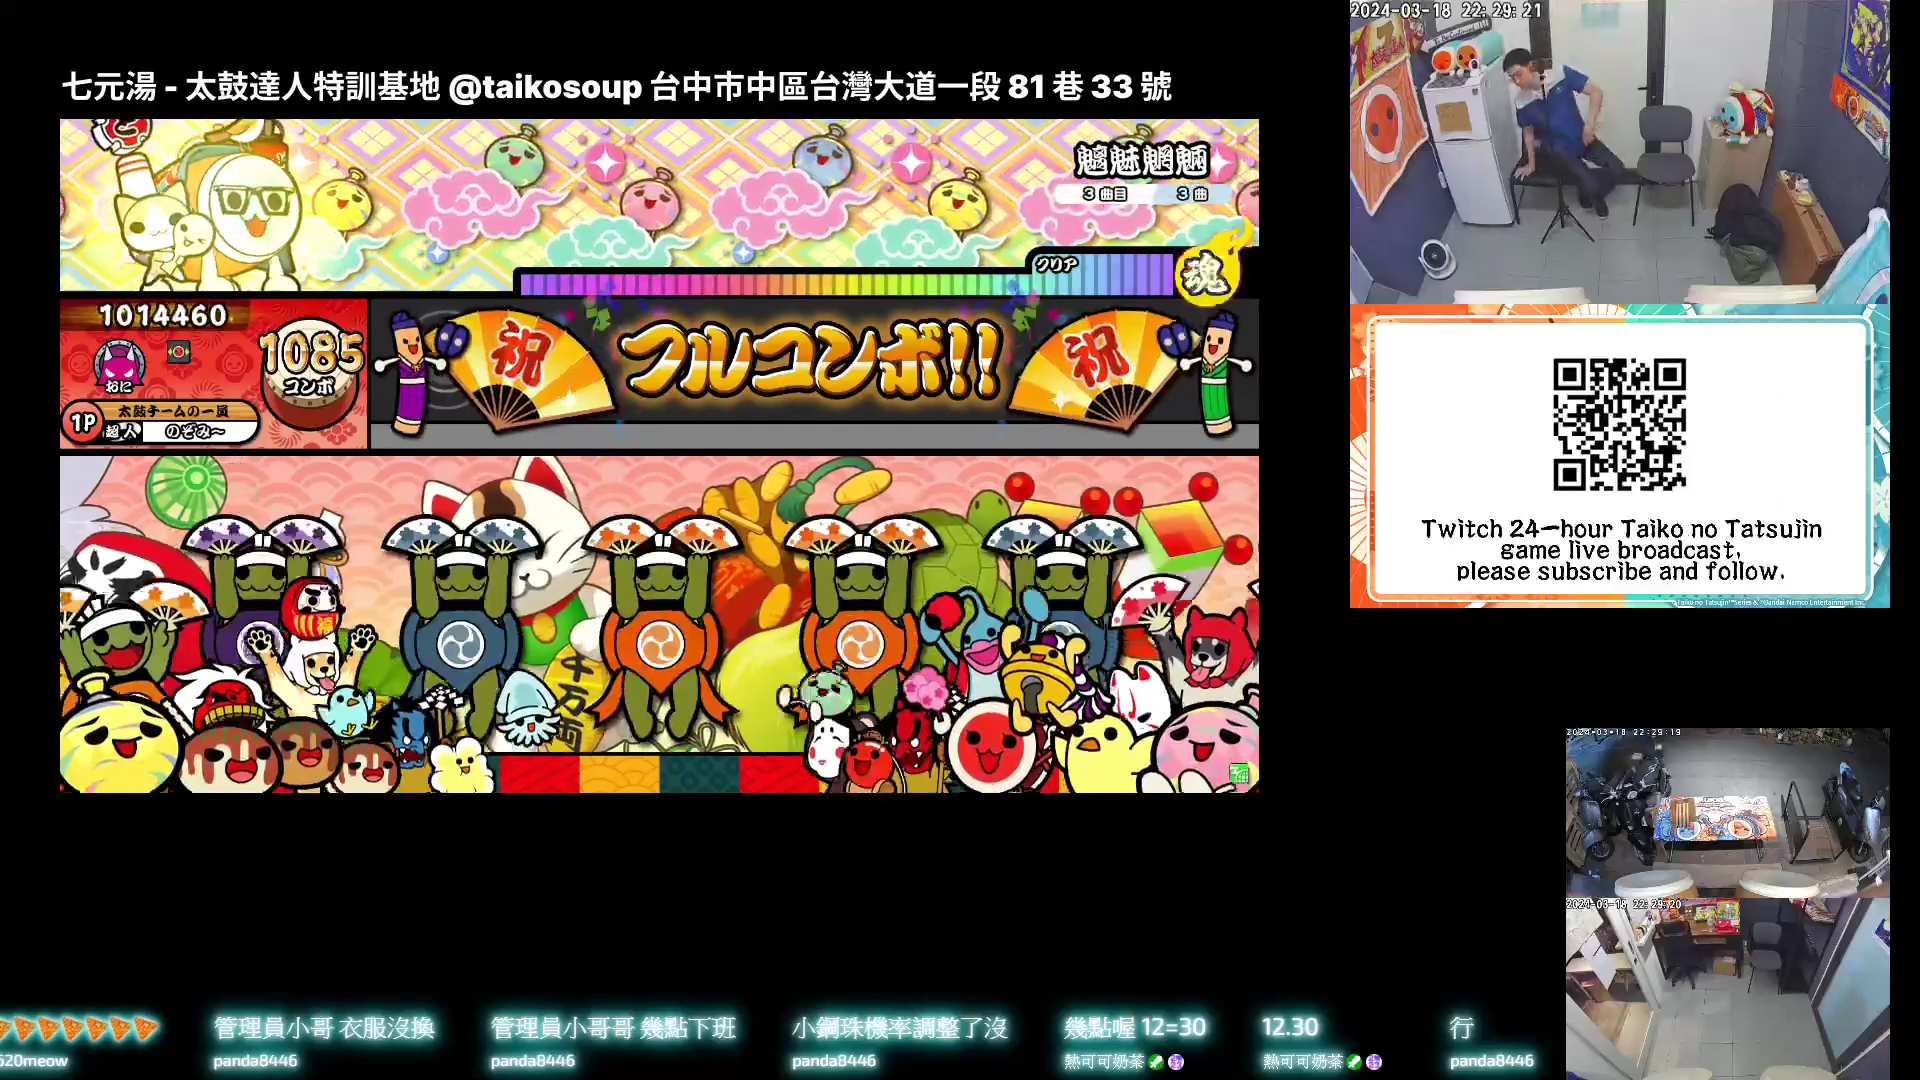 七元湯 - 太鼓達人特訓基地 @taikosoup 台中市中區台灣大道一段 81 巷 33 號
魑魅魍魎
3 曲目 3 曲
クリア
魂
1014460
1085
コンボ
おに
太鼓チームの一員
1P
超人 のぞみ～
祝
フルコンボ!!
祝
福
千万両
2024-03-18 22:29:21
Twitch 24-hour Taiko no Tatsujin
game live broadcast,
please subscribe and follow.
2024-03-18 22:29:19
2024-03-18 22:29:20
管理員小哥 衣服沒換
管理員小哥哥 幾點下班
小鋼珠機率調整了沒
幾點喔 12=30
12.30
行
620meow
panda8446
panda8446
panda8446
熱可可奶茶
熱可可奶茶
panda8446